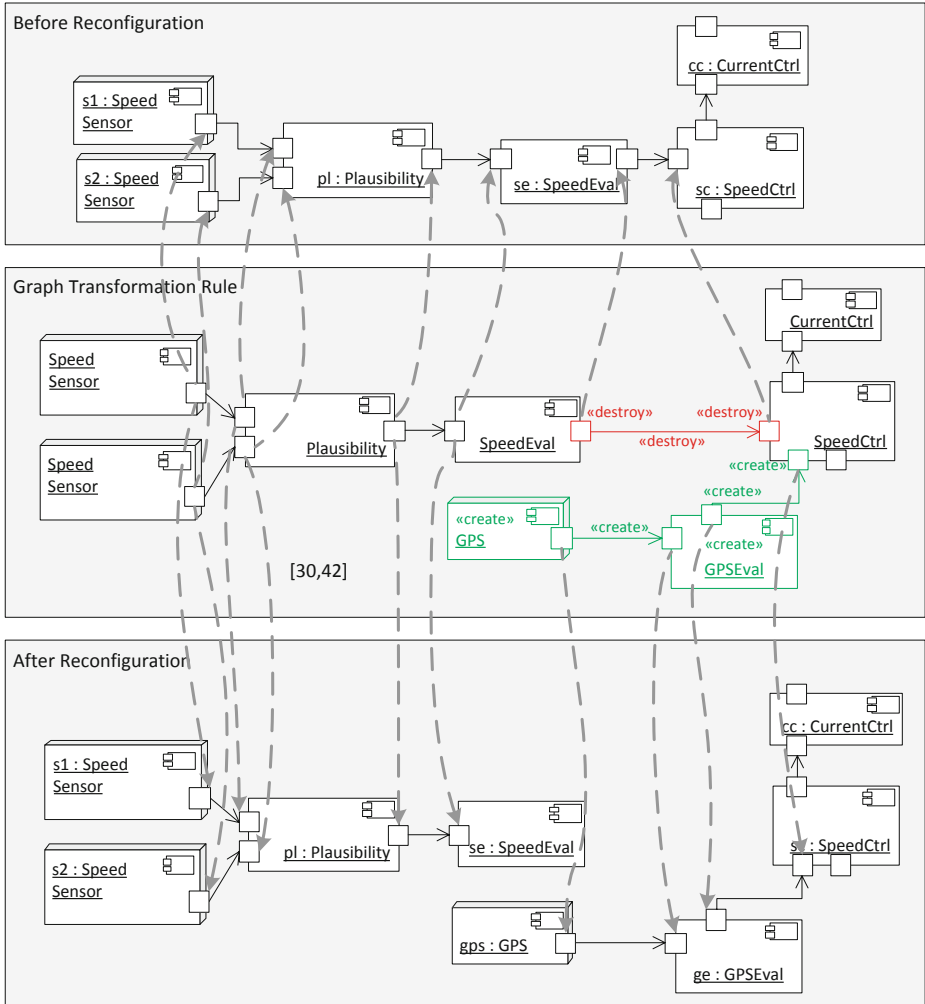 Before Reconfiguration
cc : CurrentCtrl
s1 : Speed
Sensor
s2 : Speed
Sensor
pl : Plausibility
se : SpeedEval
sc : SpeedCtrl
Graph Transformation Rule
CurrentCtrl
Speed
Sensor
Speed
Sensor
Plausibility
SpeedEval
«destroy»
«destroy»
«destroy»
SpeedCtrl
«create»
«create»
«create»
GPS
«create»
«create»
GPSEval
[30,42]
After Reconfiguration
cc : CurrentCtrl
s1 : Speed
Sensor
s2 : Speed
Sensor
pl : Plausibility
se : SpeedEval
: SpeedCtrl
gps : GPS
ge : GPSEval